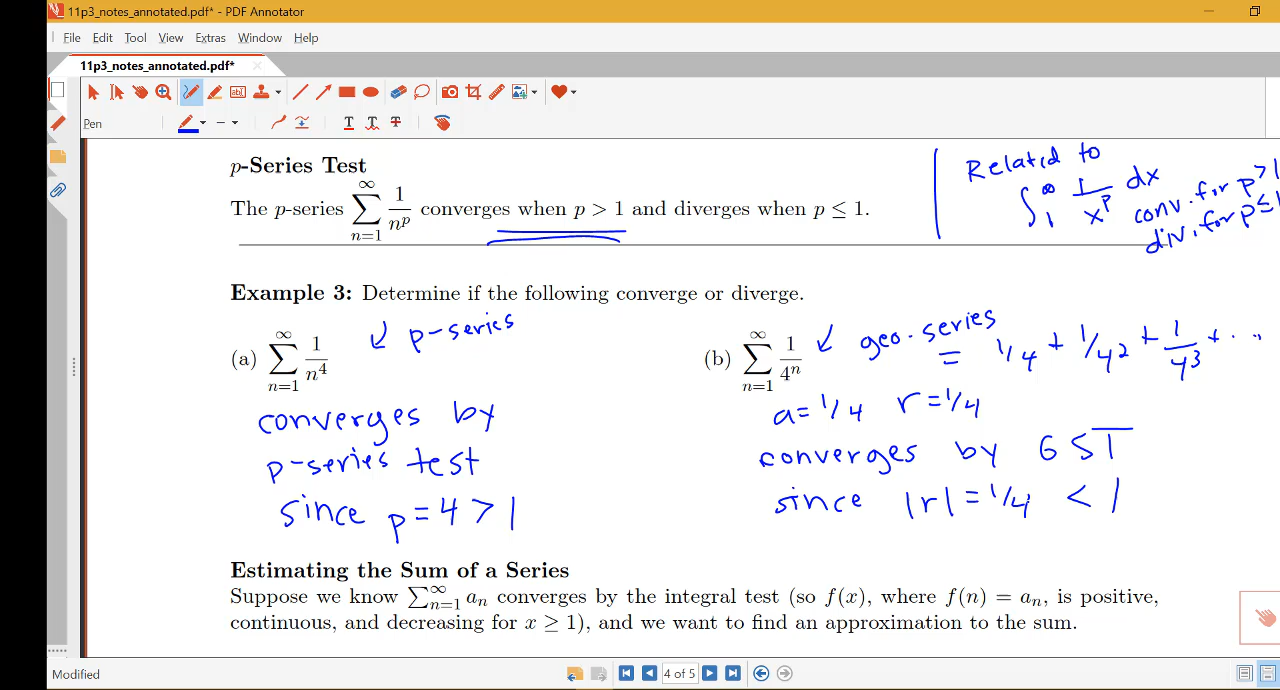 11p3_notes_annotated.pdf* - PDF Annotator
File Edit Tool View Extras Window Help
11p3_notes_annotated.pdf*
Pen
p-Series Test
The p-series ∑_{n=1}^{∞} 1/n^p converges when p > 1 and diverges when p ≤ 1.
Related to
∫_1^∞ 1/x^p dx
conv. for p>1
div. for p≤1
Example 3: Determine if the following converge or diverge.
(a) ∑_{n=1}^{∞} 1/n^4 ↙ p-series
converges by
p-series test
since p = 4 > 1
(b) ∑_{n=1}^{∞} 1/4^n ↙ geo. series = 1/4 + 1/4^2 + 1/4^3 + ....
a = 1/4 r = 1/4
converges by GST
since |r| = 1/4 < 1
Estimating the Sum of a Series
Suppose we know ∑_{n=1}^{∞} a_n converges by the integral test (so f(x), where f(n) = a_n, is positive,
continuous, and decreasing for x ≥ 1), and we want to find an approximation to the sum.
Modified
4 of 5